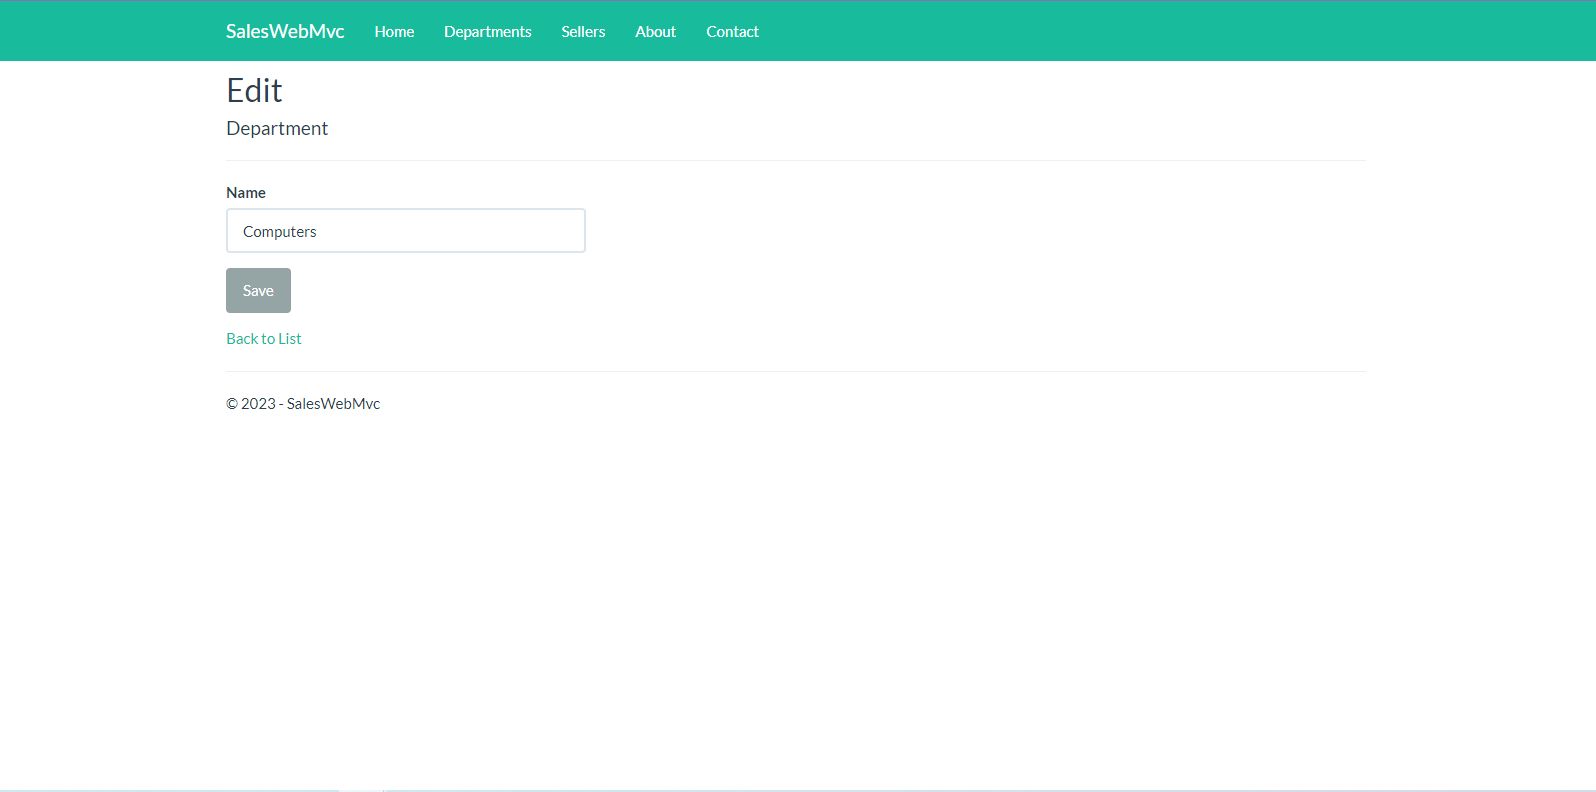 SalesWebMvc Home Departments Sellers About Contact
Edit
Department
Name
Computers
Save
Back to List
© 2023 - SalesWebMvc